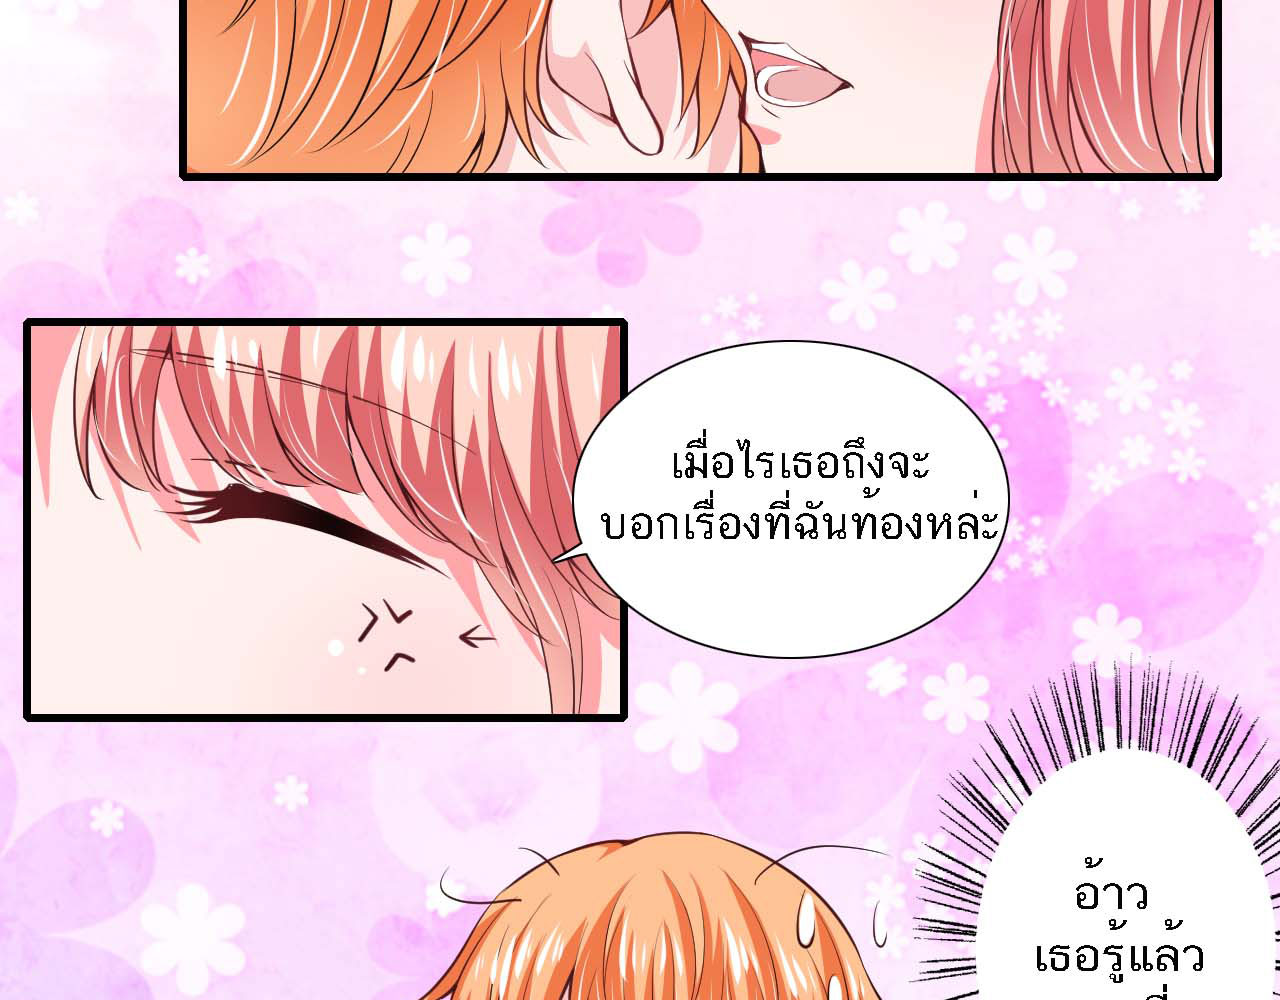 เมื่อไรเธอถึงจะ
บอกเรื่องที่ฉันท้องหล่ะ
อ้าว
เธอรู้แล้ว